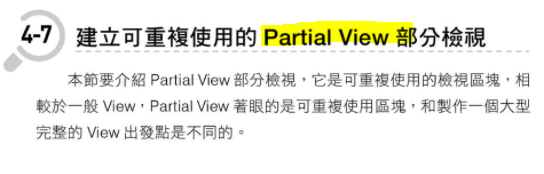 4-7 建立可重複使用的 Partial View 部分檢視
本節要介紹 Partial View 部分檢視，它是可重複使用的檢視區塊，相
較於一般 View，Partial View 著眼的是可重複使用區塊，和製作一個大型
完整的 View 出發點是不同的。